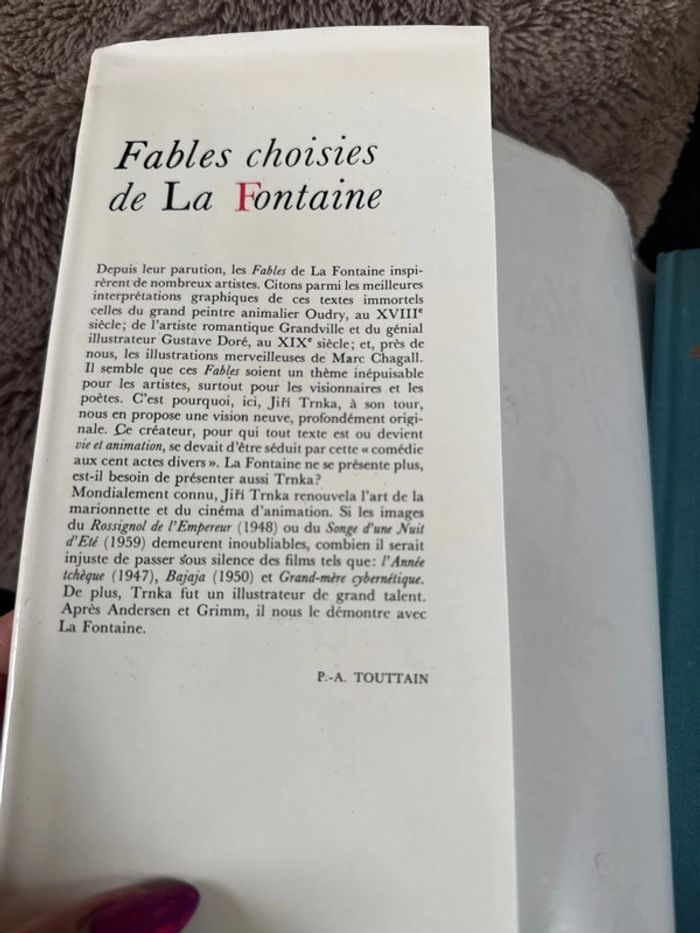 Fables choisies
de La Fontaine
Depuis leur parution, les Fables de La Fontaine inspi-
rèrent de nombreux artistes. Citons parmi les meilleures
interprétations graphiques de ces textes immortels
celles du grand peintre animalier Oudry, au XVIIIe
siècle; de l'artiste romantique Grandville et du génial
illustrateur Gustave Doré, au XIXe siècle; et, près de
nous, les illustrations merveilleuses de Marc Chagall.
Il semble que ces Fables soient un thème inépuisable
pour les artistes, surtout pour les visionnaires et les
poètes. C'est pourquoi, ici, Jiří Trnka, à son tour,
nous en propose une vision neuve, profondément origi-
nale. Ce créateur, pour qui tout texte est ou devient
vie et animation, se devait d'être séduit par cette « comédie
aux cent actes divers ». La Fontaine ne se présente plus,
est-il besoin de présenter aussi Trnka?
Mondialement connu, Jiří Trnka renouvela l'art de la
marionnette et du cinéma d'animation. Si les images
du Rossignol de l'Empereur (1948) ou du Songe d'une Nuit
d'Eté (1959) demeurent inoubliables, combien il serait
injuste de passer sous silence des films tels que: l'Année
tchèque (1947), Bajaja (1950) et Grand-mère cybernétique.
De plus, Trnka fut un illustrateur de grand talent.
Après Andersen et Grimm, il nous le démontre avec
La Fontaine.
P.-A. TOUTTAIN